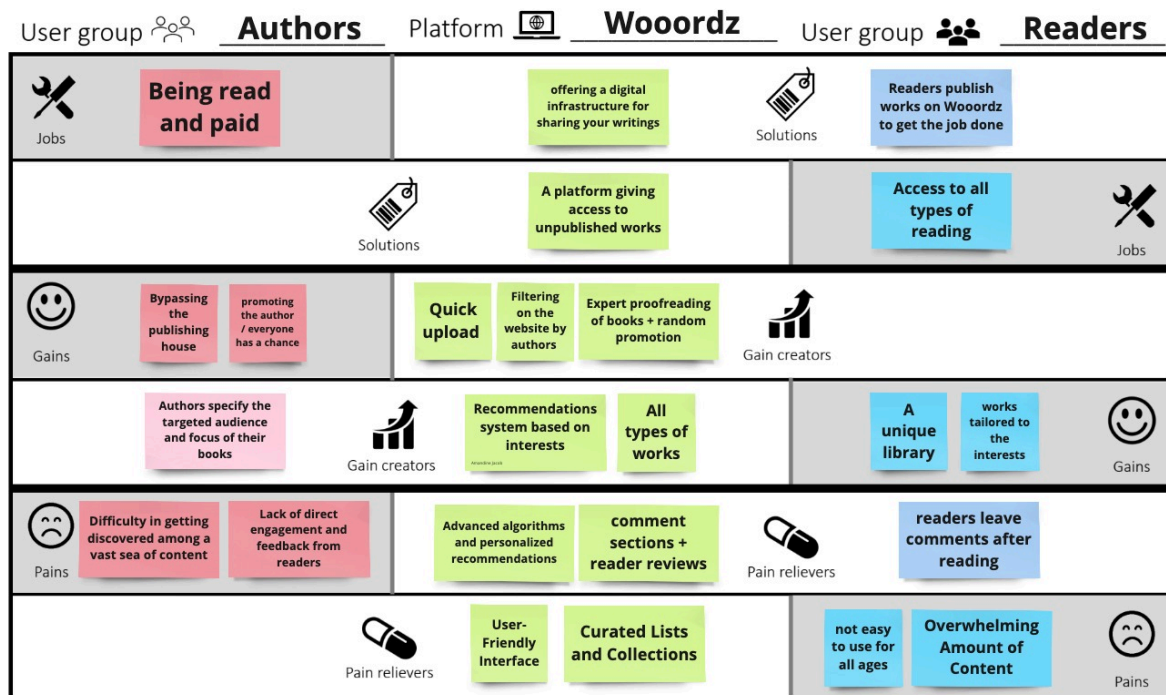 User group Authors Platform Wooordz User group Readers
Being read
and paid
Jobs
offering a digital
infrastructure for
sharing your writings
Solutions
Readers publish
works on Wooordz
to get the job done
Solutions
A platform giving
access to
unpublished works
Access to all
types of
reading
Jobs
Gains
Bypassing
the
publishing
house
promoting
the author
/ everyone
has a chance
Quick
upload
Filtering
on the
website by
authors
Expert proofreading
of books + random
promotion
Gain creators
Authors specify the
targeted audience
and focus of their
books
Gain creators
Recommendations
system based on
interests
Amandine Jacob
All
types of
works
A
unique
library
works
tailored to
the
interests
Gains
Pains
Difficulty in getting
discovered among a
vast sea of content
Lack of direct
engagement and
feedback from
readers
Advanced algorithms
and personalized
recommendations
comment
sections +
reader reviews
Pain relievers
readers leave
comments after
reading
Pain relievers
User-
Friendly
Interface
Curated Lists
and Collections
not easy
to use for
all ages
Overwhelming
Amount of
Content
Pains